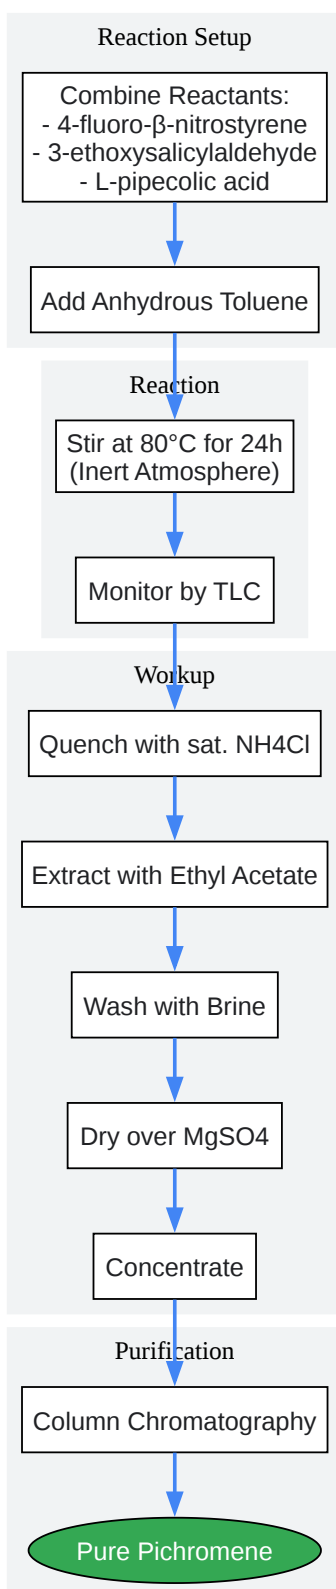 Reaction Setup
Combine Reactants:
- 4-fluoro-β-nitrostyrene
- 3-ethoxysalicylaldehyde
- L-pipecolic acid
Add Anhydrous Toluene
Reaction
Stir at 80°C for 24h
(Inert Atmosphere)
Monitor by TLC
Workup
Quench with sat. NH4Cl
Extract with Ethyl Acetate
Wash with Brine
Dry over MgSO4
Concentrate
Purification
Column Chromatography
Pure Pichromene